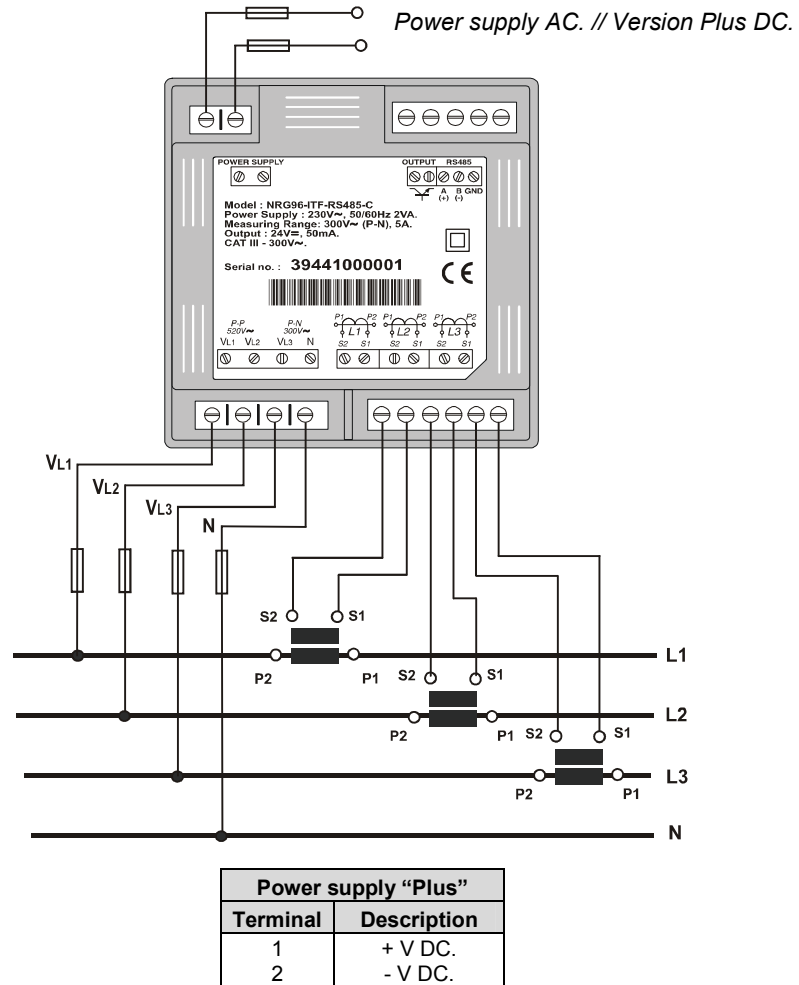 Power supply AC. // Version Plus DC.
POWER SUPPLY
OUTPUT RS485
A B GND
(+) (-)
Model : NRG96-ITF-RS485-C
Power Supply : 230V~, 50/60Hz 2VA.
Measuring Range: 300V~ (P-N), 5A.
Output : 24V=, 50mA.
CAT III - 300V~.
Serial no. : 39441000001
CE
P-P P-N
520V~ 300V~
VL1 VL2 VL3 N
P1 P2 P1 P2 P1 P2
L1 L2 L3
S2 S1 S2 S1 S2 S1
VL1
VL2
VL3
N
S2 S1
P2 P1
L1
S2 S1
P2 P1
L2
S2 S1
P2 P1
L3
N
Power supply “Plus”
Terminal Description
1 + V DC.
2 - V DC.